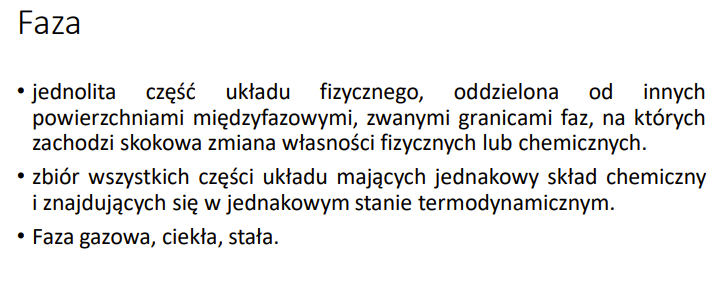 Faza
• jednolita część układu fizycznego, oddzielona od innych
powierzchniami międzyfazowymi, zwanymi granicami faz, na których
zachodzi skokowa zmiana własności fizycznych lub chemicznych.
• zbiór wszystkich części układu mających jednakowy skład chemiczny
i znajdujących się w jednakowym stanie termodynamicznym.
• Faza gazowa, ciekła, stała.